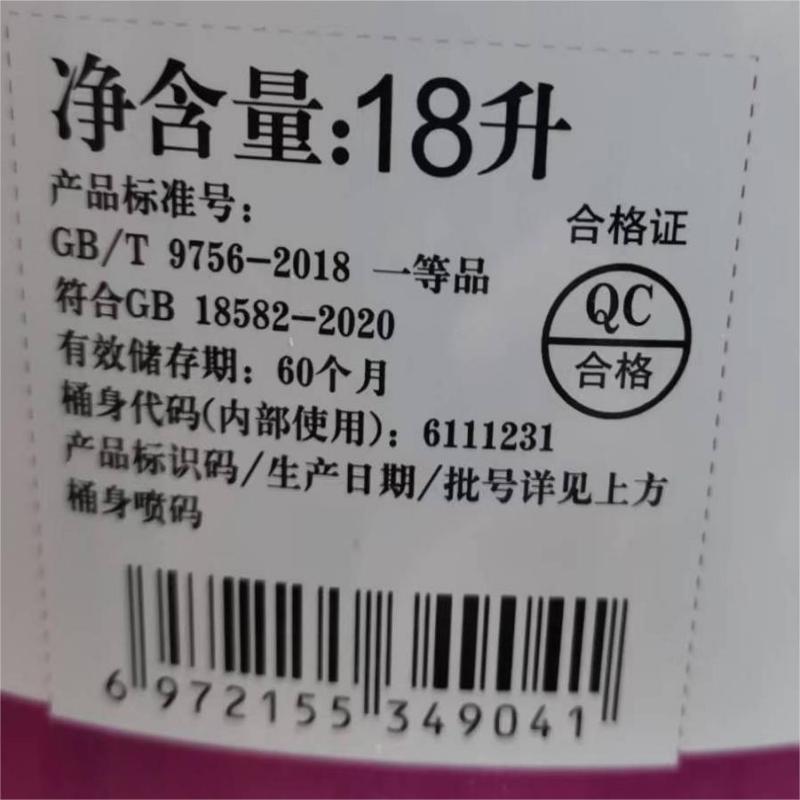 净含量:18升
产品标准号:
GB/T 9756-2018 一等品
合格证
符合GB 18582-2020
QC
合格
有效储存期: 60个月
桶身代码(内部使用): 6111231
产品标识码/生产日期/批号详见上方
桶身喷码
6 972155 349041